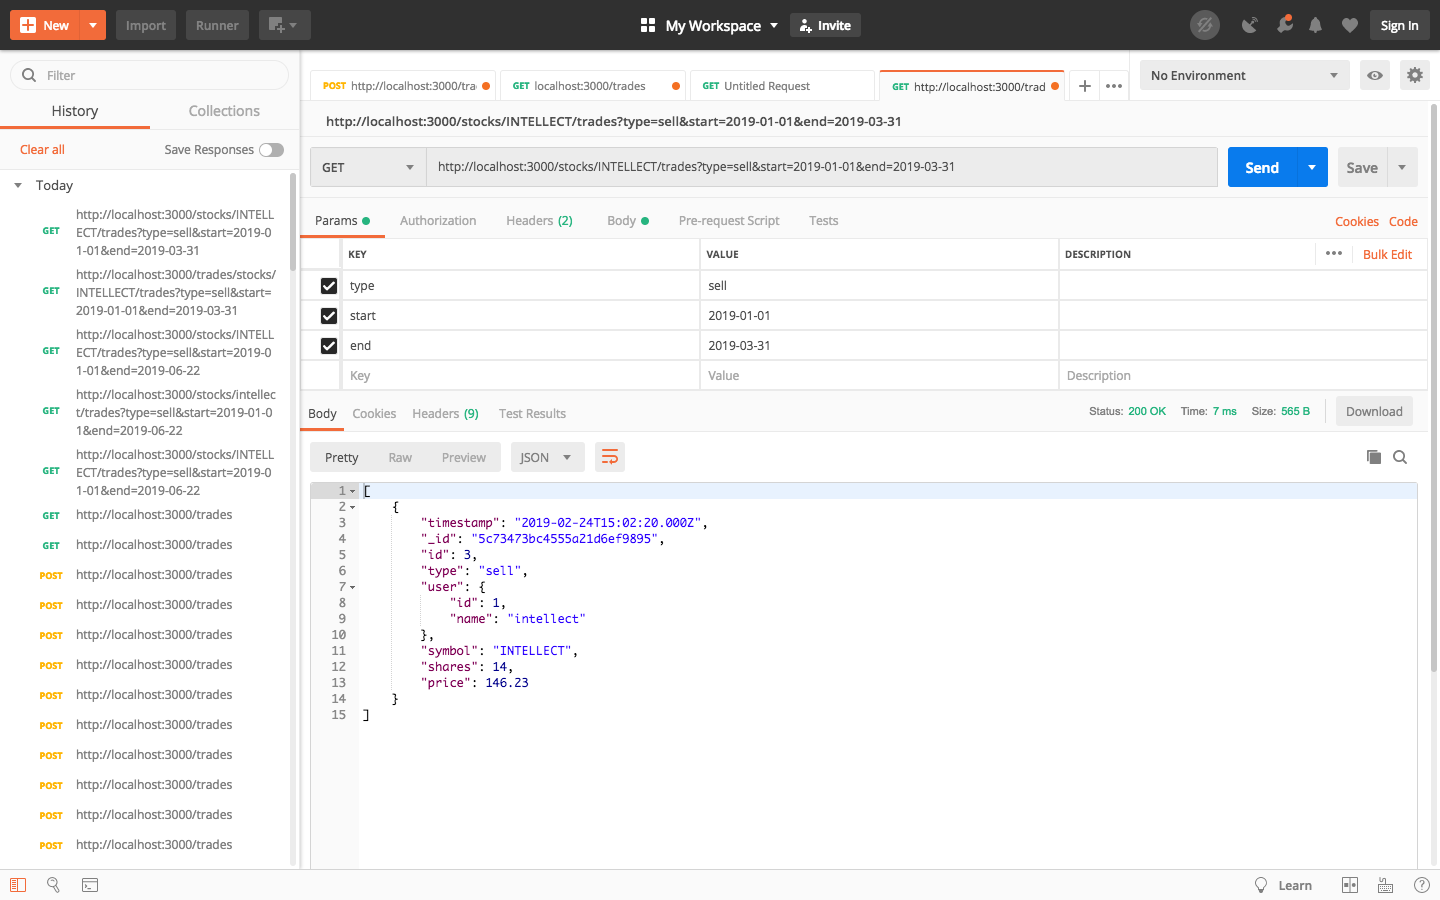 New
Import
Runner
My Workspace
Invite
Sign In
Filter
History
Collections
Clear all
Save Responses
Today
GET
http://localhost:3000/stocks/INTELL
ECT/trades?type=sell&start=2019-0
1-01&end=2019-03-31
GET
http://localhost:3000/trades/stocks/
INTELLECT/trades?type=sell&start=
2019-01-01&end=2019-03-31
GET
http://localhost:3000/stocks/INTELL
ECT/trades?type=sell&start=2019-0
1-01&end=2019-06-22
GET
http://localhost:3000/stocks/intellec
t/trades?type=sell&start=2019-01-0
1&end=2019-06-22
GET
http://localhost:3000/stocks/INTELL
ECT/trades?type=sell&start=2019-0
1-01&end=2019-06-22
GET http://localhost:3000/trades
GET http://localhost:3000/trades
POST http://localhost:3000/trades
POST http://localhost:3000/trades
POST http://localhost:3000/trades
POST http://localhost:3000/trades
POST http://localhost:3000/trades
POST http://localhost:3000/trades
POST http://localhost:3000/trades
POST http://localhost:3000/trades
POST http://localhost:3000/trades
POST http://localhost:3000/trades
POST http://localhost:3000/tra
GET localhost:3000/trades
GET Untitled Request
GET http://localhost:3000/trad
No Environment
http://localhost:3000/stocks/INTELLECT/trades?type=sell&start=2019-01-01&end=2019-03-31
GET
http://localhost:3000/stocks/INTELLECT/trades?type=sell&start=2019-01-01&end=2019-03-31
Send
Save
Params
Authorization
Headers (2)
Body
Pre-request Script
Tests
Cookies
Code
KEY VALUE DESCRIPTION
Bulk Edit
type sell
start 2019-01-01
end 2019-03-31
Key Value Description
Body
Cookies
Headers (9)
Test Results
Status: 200 OK
Time: 7 ms
Size: 565 B
Download
Pretty
Raw
Preview
JSON
1 [
2 {
3 "timestamp": "2019-02-24T15:02:20.000Z",
4 "_id": "5c73473bc4555a21d6ef9895",
5 "id": 3,
6 "type": "sell",
7 "user": {
8 "id": 1,
9 "name": "intellect"
10 },
11 "symbol": "INTELLECT",
12 "shares": 14,
13 "price": 146.23
14 }
15 ]
Learn